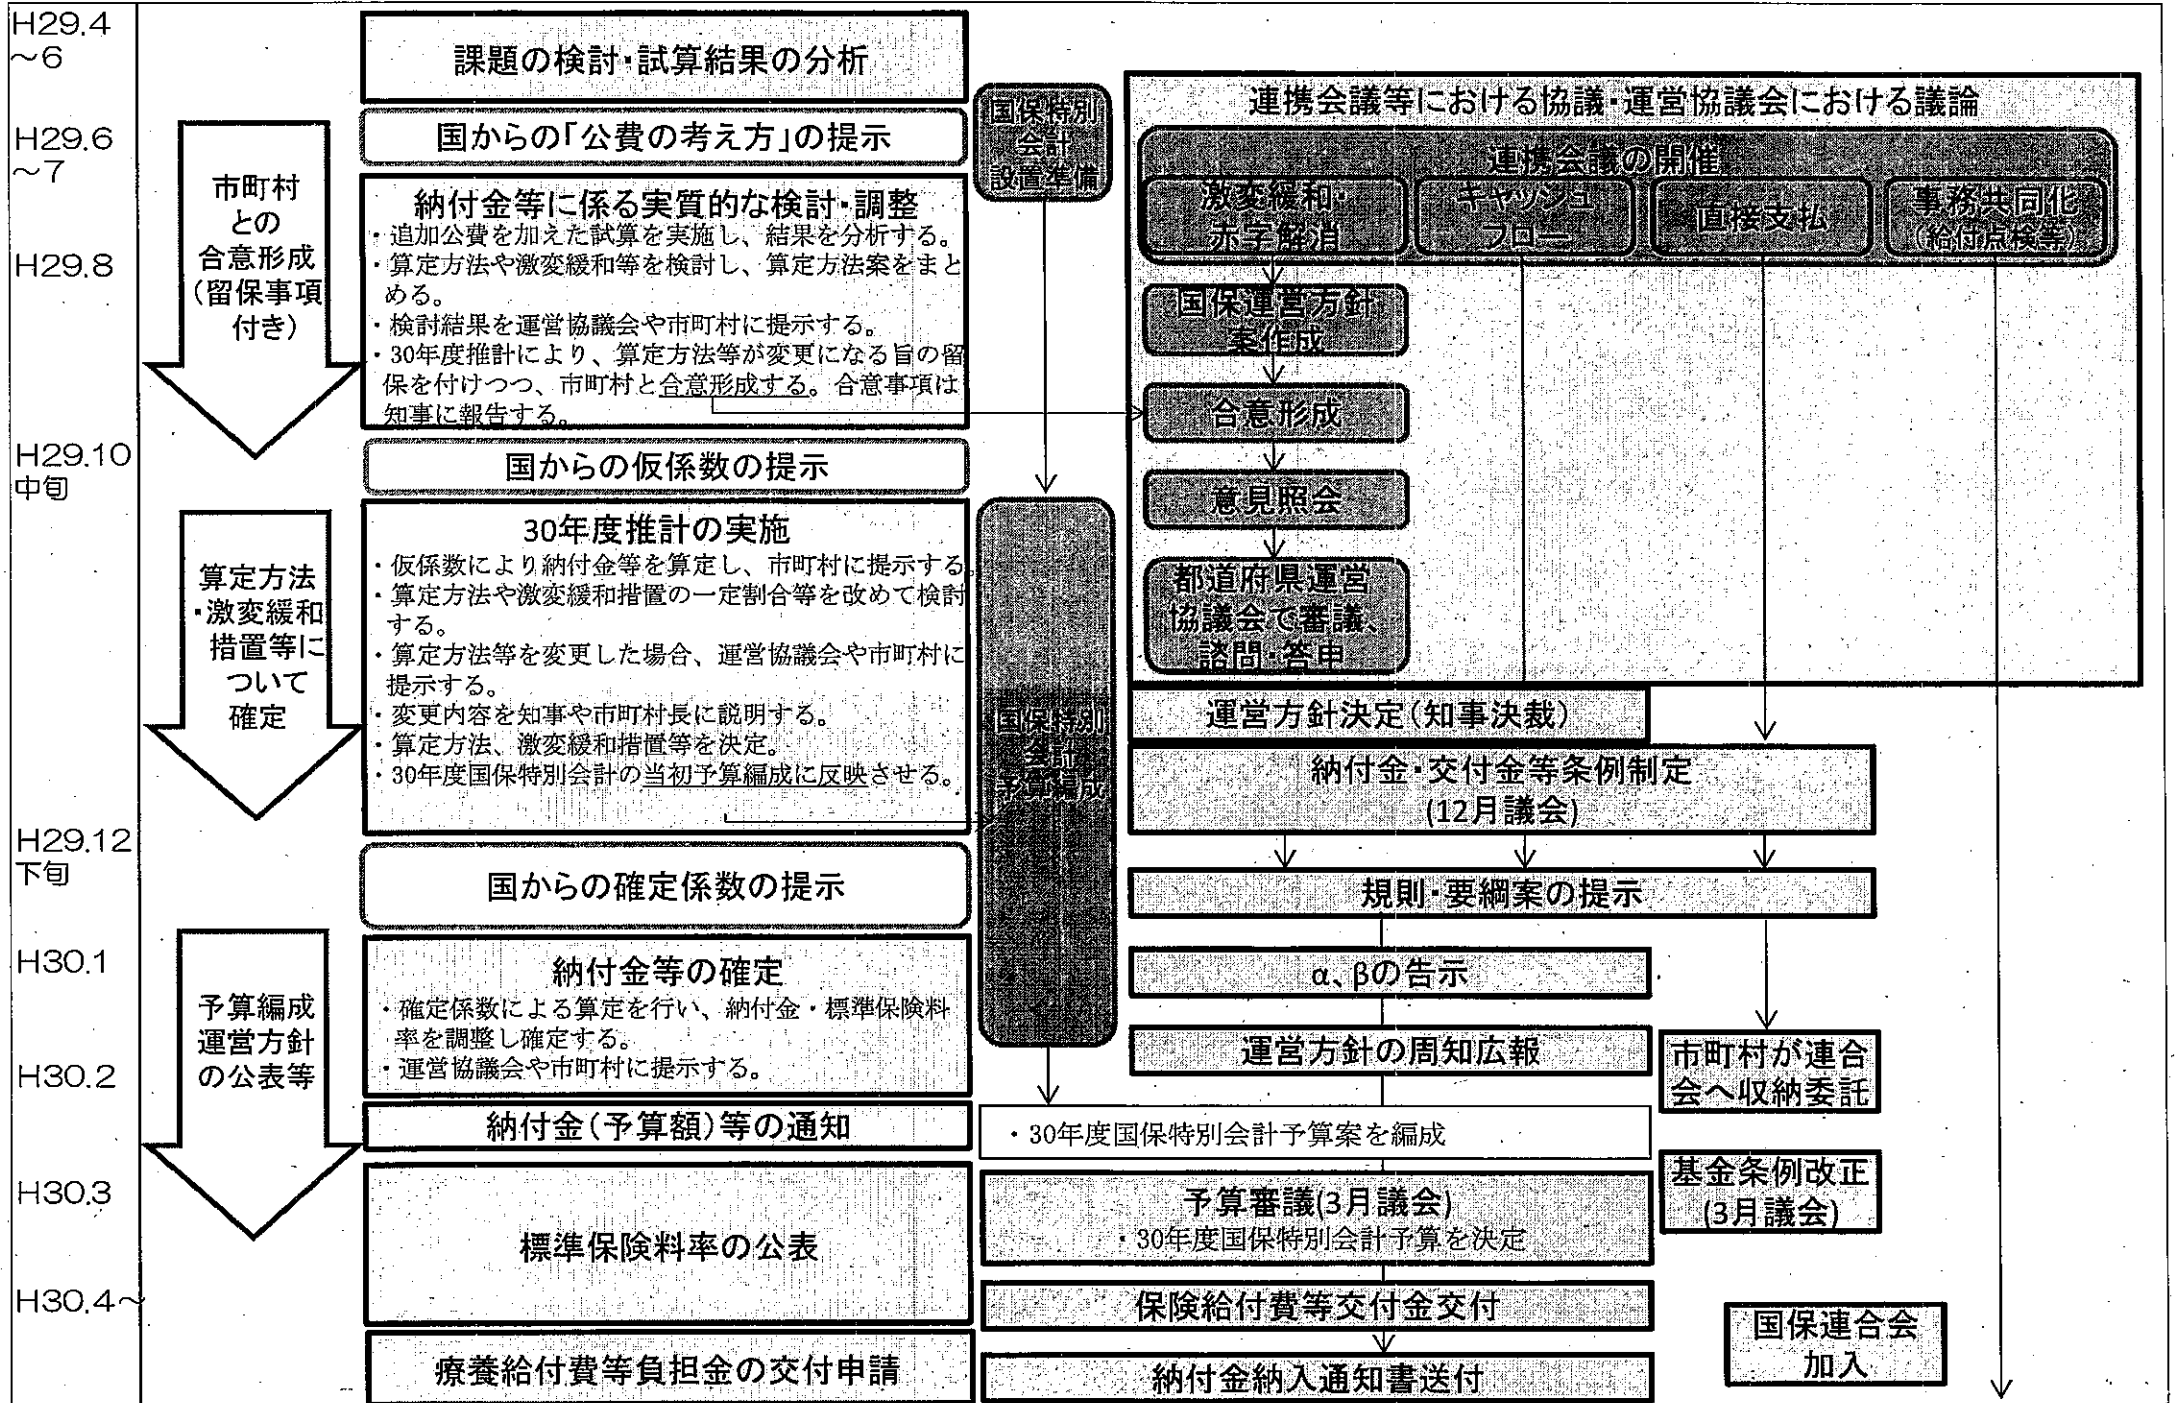 H29.4
～6
H29.6
～7
H29.8
H29.10
中旬
H29.12
下旬
H30.1
H30.2
H30.3
H30.4～
市町村
との
合意形成
（留保事項
付き）
算定方法
・激変緩和
措置等に
ついて
確定
予算編成
運営方針
の公表等
課題の検討・試算結果の分析
国からの「公費の考え方」の提示
納付金等に係る実質的な検討・調整
・追加公費を加えた試算を実施し、結果を分析する。
・算定方法や激変緩和等を検討し、算定方法案をまと
める。
・検討結果を運営協議会や市町村に提示する。
・30年度推計により、算定方法等が変更になる旨の留
保を付けつつ、市町村と合意形成する。合意事項は
知事に報告する。
国からの仮係数の提示
30年度推計の実施
・仮係数により納付金等を算定し、市町村に提示する。
・算定方法や激変緩和措置の一定割合等を改めて検討
する。
・算定方法等を変更した場合、運営協議会や市町村に
提示する。
・変更内容を知事や市町村長に説明する。
・算定方法、激変緩和措置等を決定。
・30年度国保特別会計の当初予算編成に反映させる。
国からの確定係数の提示
納付金等の確定
・確定係数による算定を行い、納付金・標準保険料
率を調整し確定する。
・運営協議会や市町村に提示する。
納付金（予算額）等の通知
標準保険料率の公表
療養給付費等負担金の交付申請
国保特別
会計
設置準備
国保特別
会計
予算編成
連携会議等における協議・運営協議会における議論
連携会議の開催
激変緩和・
赤字解消
キャッシュ
フロー
直接支払
事務共同化
（給付点検等）
国保運営方針
案作成
合意形成
意見照会
都道府県運営
協議会で審議、
諮問・答申
運営方針決定（知事決裁）
納付金・交付金等条例制定
(12月議会)
規則・要綱案の提示
α、βの告示
運営方針の周知広報
市町村が連合
会へ収納委託
・30年度国保特別会計予算案を編成
基金条例改正
(3月議会)
予算審議(3月議会)
・30年度国保特別会計予算を決定
保険給付費等交付金交付
納付金納入通知書送付
国保連合会
加入